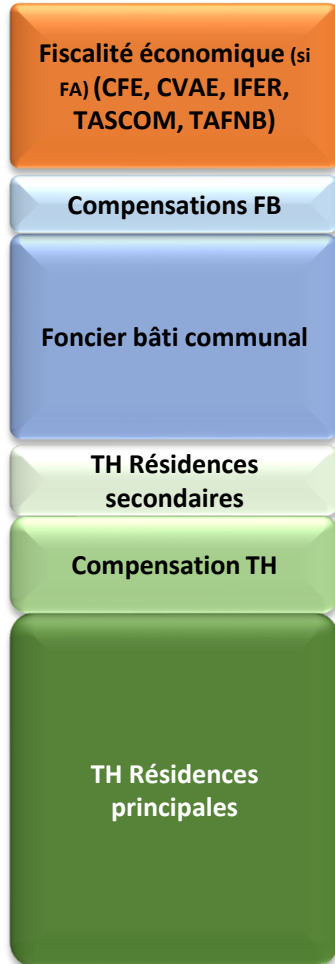 Fiscalité économique (si
FA) (CFE, CVAE, IFER,
TASCOM, TAFNB)
Compensations FB
Foncier bâti communal
TH Résidences
secondaires
Compensation TH
TH Résidences
principales